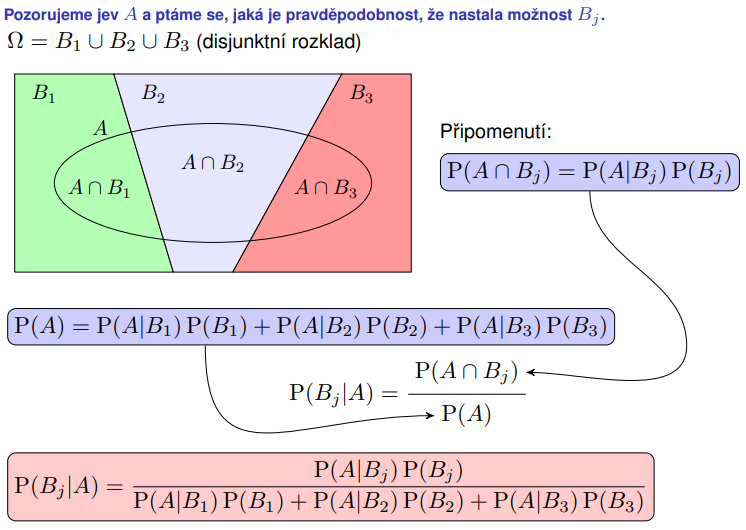 Pozorujeme jev A a ptáme se, jaká je pravděpodobnost, že nastala možnost B_j.
Ω = B_1 ∪ B_2 ∪ B_3 (disjunktní rozklad)
B_1
B_2
B_3
A
A ∩ B_1
A ∩ B_2
A ∩ B_3
Připomenutí:
P(A ∩ B_j) = P(A|B_j) P(B_j)
P(A) = P(A|B_1) P(B_1) + P(A|B_2) P(B_2) + P(A|B_3) P(B_3)
P(B_j|A) = \frac{P(A ∩ B_j)}{P(A)}
P(B_j|A) = \frac{P(A|B_j) P(B_j)}{P(A|B_1) P(B_1) + P(A|B_2) P(B_2) + P(A|B_3) P(B_3)}